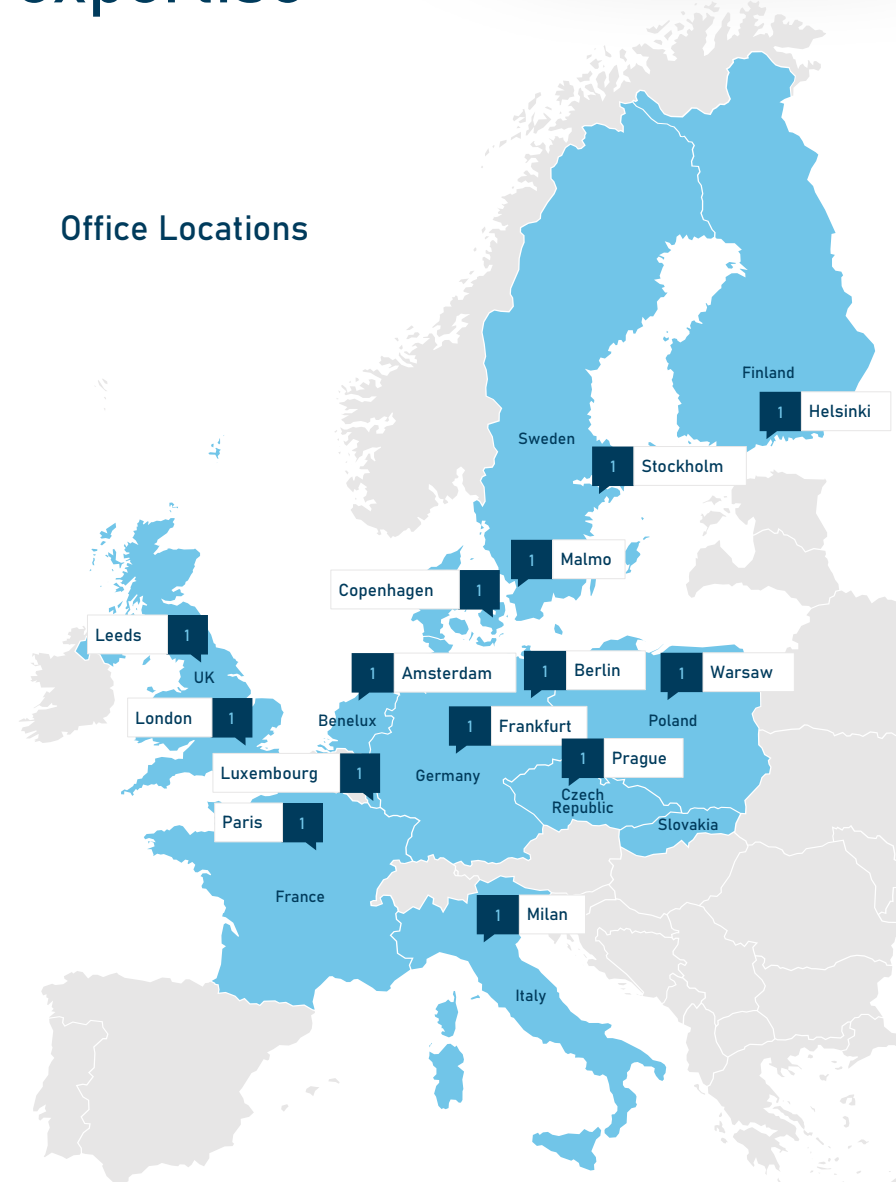 expertise
Office Locations
Finland
1 Helsinki
Sweden
1 Stockholm
1 Malmo
Copenhagen 1
Leeds 1
UK
1 Amsterdam
1 Berlin
1 Warsaw
London 1
Benelux
1 Frankfurt
Poland
Luxembourg 1
Germany
1 Prague
Czech
Republic
Paris 1
Slovakia
France
1 Milan
Italy